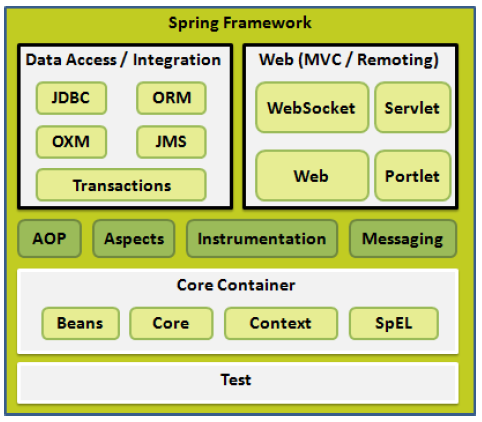 Spring Framework
Data Access / Integration
Web (MVC / Remoting)
JDBC
ORM
WebSocket
Servlet
OXM
JMS
Transactions
Web
Portlet
AOP
Aspects
Instrumentation
Messaging
Core Container
Beans
Core
Context
SpEL
Test